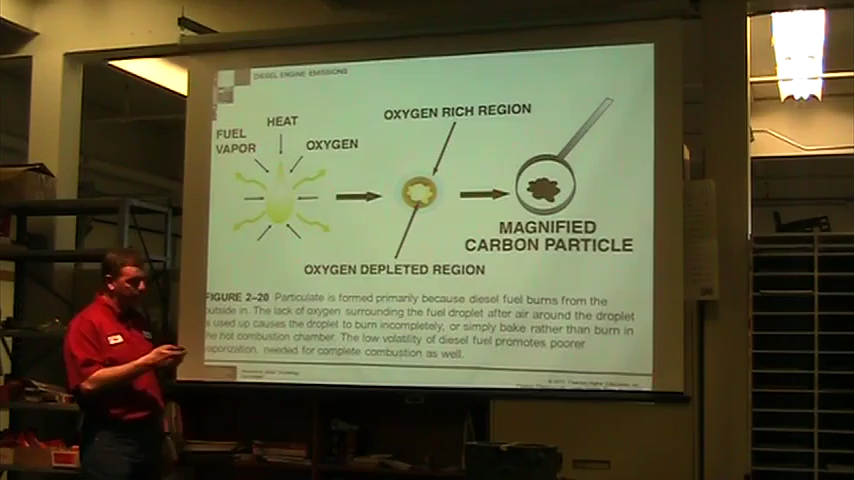 DIESEL ENGINE EMISSIONS
OXYGEN RICH REGION
HEAT
FUEL
VAPOR
OXYGEN
MAGNIFIED
CARBON PARTICLE
OXYGEN DEPLETED REGION
FIGURE 2–20 Particulate is formed primarily because diesel fuel burns from the
outside in. The lack of oxygen surrounding the fuel droplet after air around the droplet
is used up causes the droplet to burn incompletely, or simply bake rather than burn in
the hot combustion chamber. The low volatility of diesel fuel promotes poorer
vaporization, needed for complete combustion as well.